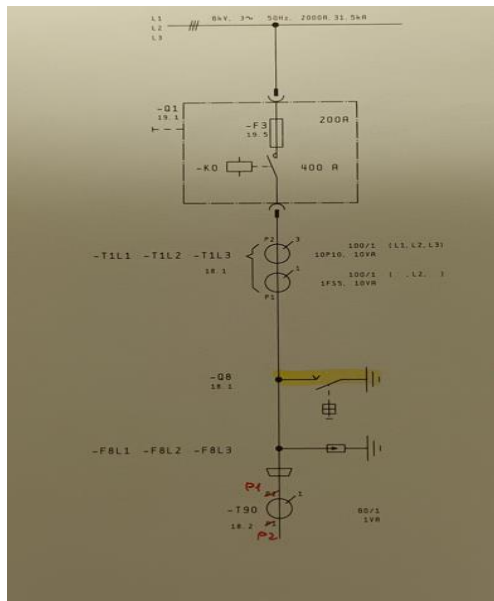 L1
L2
L3
6kV, 3~ 50Hz, 2000A, 31.5kA
-Q1
19.1
-F3
19.5
200A
-K0
400 A
-T1L1 -T1L2 -T1L3
18.1
P2
3
100/1 (L1,L2,L3)
10P10, 10VA
1
P1
100/1 ( ,L2, )
1FS5, 10VA
-Q8
18.1
-F8L1 -F8L2 -F8L3
P1
1
-T90
18.2
P1
P2
60/1
1VA